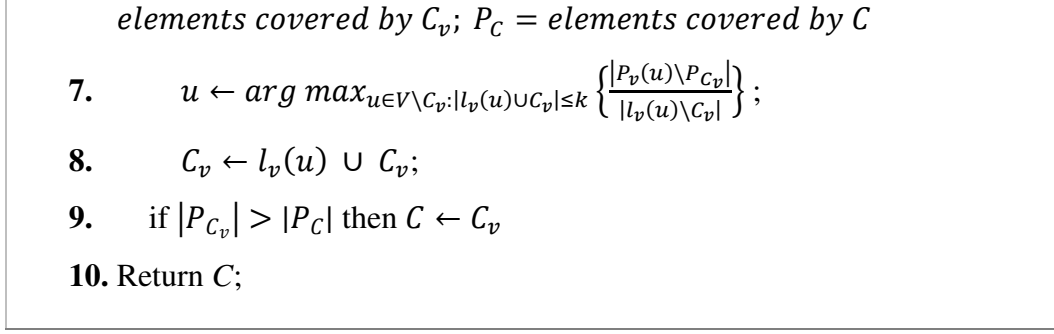 elements covered by Cᵥ; P_C = elements covered by C
7. u ← arg max_{u∈V\C_v:|l_v(u)∪C_v|≤k} {|P_v(u)\P_{C_v}| / |l_v(u)\C_v|} ;
8. C_v ← l_v(u) ∪ C_v;
9. if |P_{C_v}| > |P_C| then C ← C_v
10. Return C;